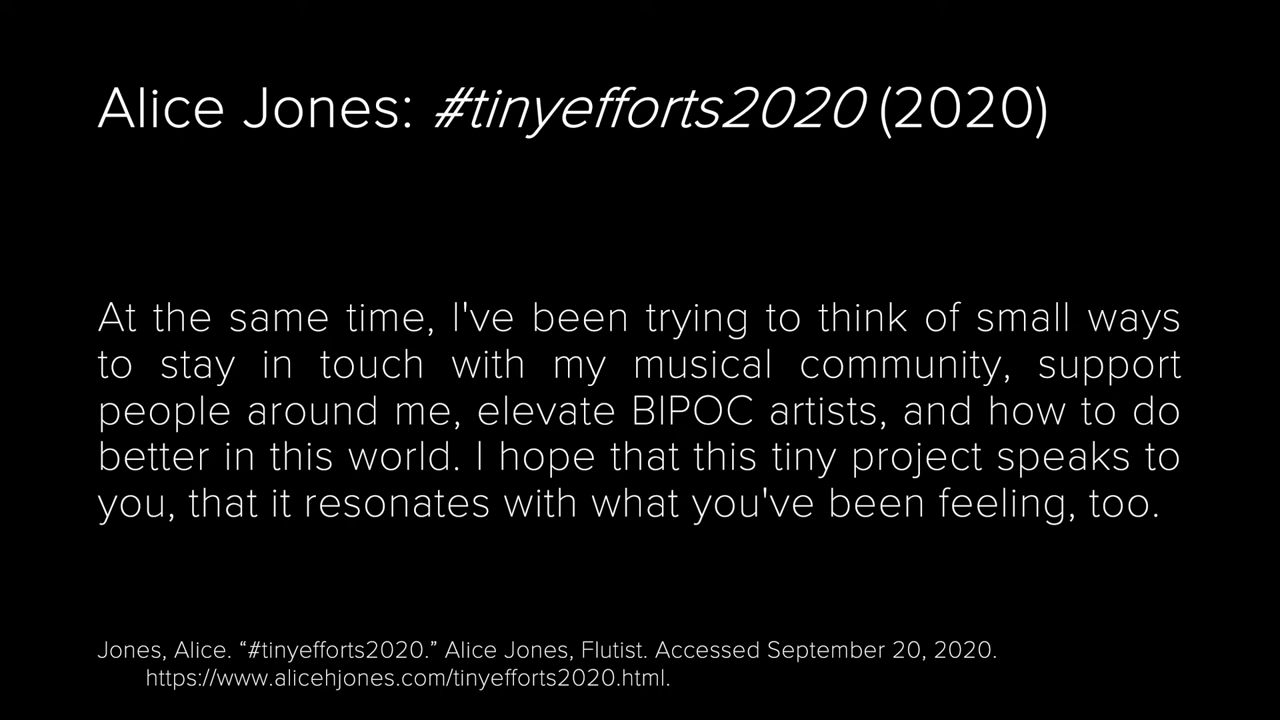 Alice Jones: #tinyefforts2020 (2020)
At the same time, I've been trying to think of small ways
to stay in touch with my musical community, support
people around me, elevate BIPOC artists, and how to do
better in this world. I hope that this tiny project speaks to
you, that it resonates with what you've been feeling, too.
Jones, Alice. “#tinyefforts2020.” Alice Jones, Flutist. Accessed September 20, 2020.
https://www.alicehjones.com/tinyefforts2020.html.